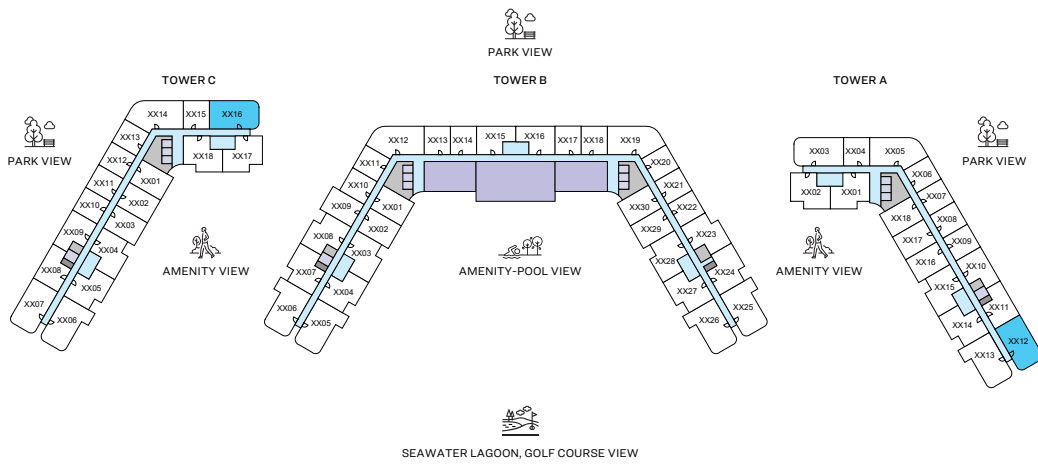 PARK VIEW
TOWER C
TOWER B
TOWER A
PARK VIEW
PARK VIEW
XX14
XX15
XX16
XX13
XX12
XX11
XX10
XX09
XX08
XX07
XX06
XX05
XX04
XX03
XX02
XX01
XX18
XX17
AMENITY VIEW
XX12
XX13
XX14
XX15
XX16
XX17
XX18
XX19
XX11
XX10
XX09
XX08
XX07
XX06
XX05
XX04
XX03
XX02
XX01
XX20
XX21
XX22
XX23
XX24
XX25
XX26
XX27
XX28
XX29
XX30
AMENITY-POOL VIEW
XX03
XX04
XX05
XX02
XX01
XX06
XX07
XX08
XX09
XX10
XX11
XX12
XX13
XX14
XX15
XX16
XX17
XX18
AMENITY VIEW
SEAWATER LAGOON, GOLF COURSE VIEW